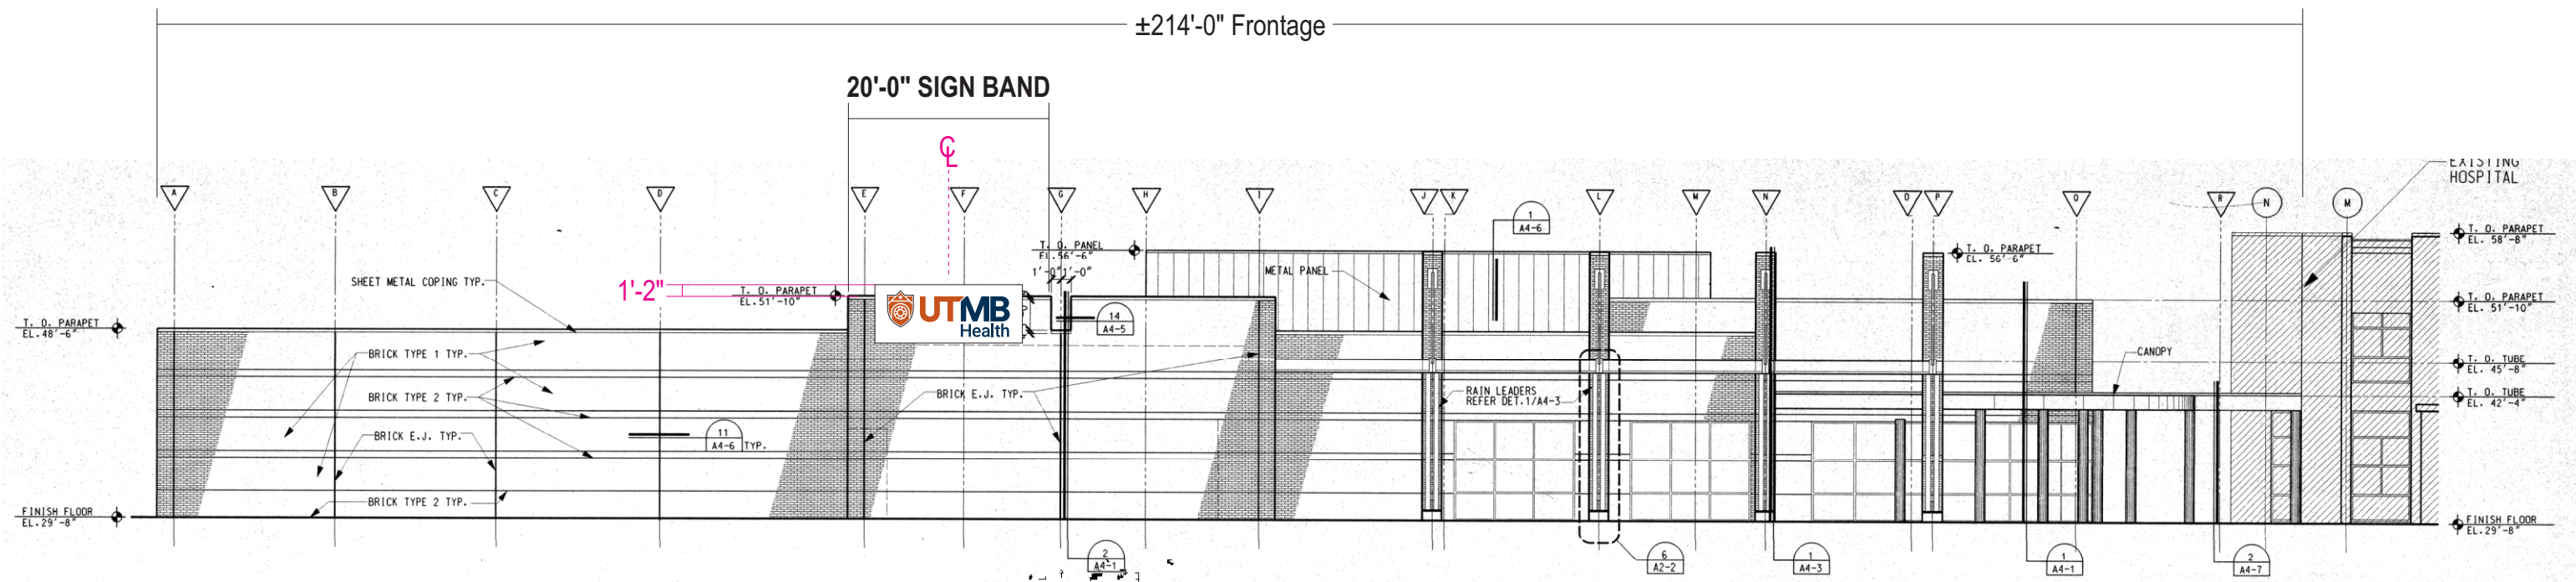 ±214'-0" Frontage
20'-0" SIGN BAND
CL
A
B
C
D
E
F
G
H
I
J
K
L
M
N
O
P
Q
R
N
M
EXISTING
HOSPITAL
1
A4-6
T. O. PANEL
EL.56'-6"
1'-0"
1'-0"
METAL PANEL
T. O. PARAPET
EL. 56'-6"
T. O. PARAPET
EL. 58'-8"
SHEET METAL COPING TYP.
1'-2"
T. O. PARAPET
EL.51'-10"
UTMB
Health
14
A4-5
T. O. PARAPET
EL. 51'-10"
T. O. PARAPET
EL.48'-6"
BRICK TYPE 1 TYP.
CANOPY
T. O. TUBE
EL. 45'-8"
BRICK TYPE 2 TYP.
BRICK E.J. TYP.
RAIN LEADERS
REFER DET.1/A4-3
T. O. TUBE
EL. 42'-4"
BRICK E.J. TYP.
11
A4-6 TYP.
BRICK TYPE 2 TYP.
FINISH FLOOR
EL.29'-8"
FINISH FLOOR
EL.29'-8"
2
A4-1
6
A2-2
1
A4-3
1
A4-1
2
A4-7